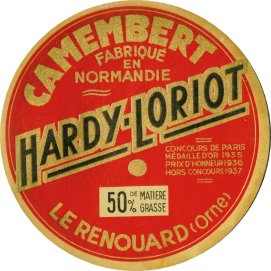 CAMEMBERT
FABRIQUÉ
EN
NORMANDIE
HARDY-LORIOT
CONCOURS DE PARIS
MÉDAILLE D'OR 1935
PRIX D'HONNEUR 1936
HORS CONCOURS 1937
50% DE MATIÈRE
GRASSE
LE RENOUARD (Orne)